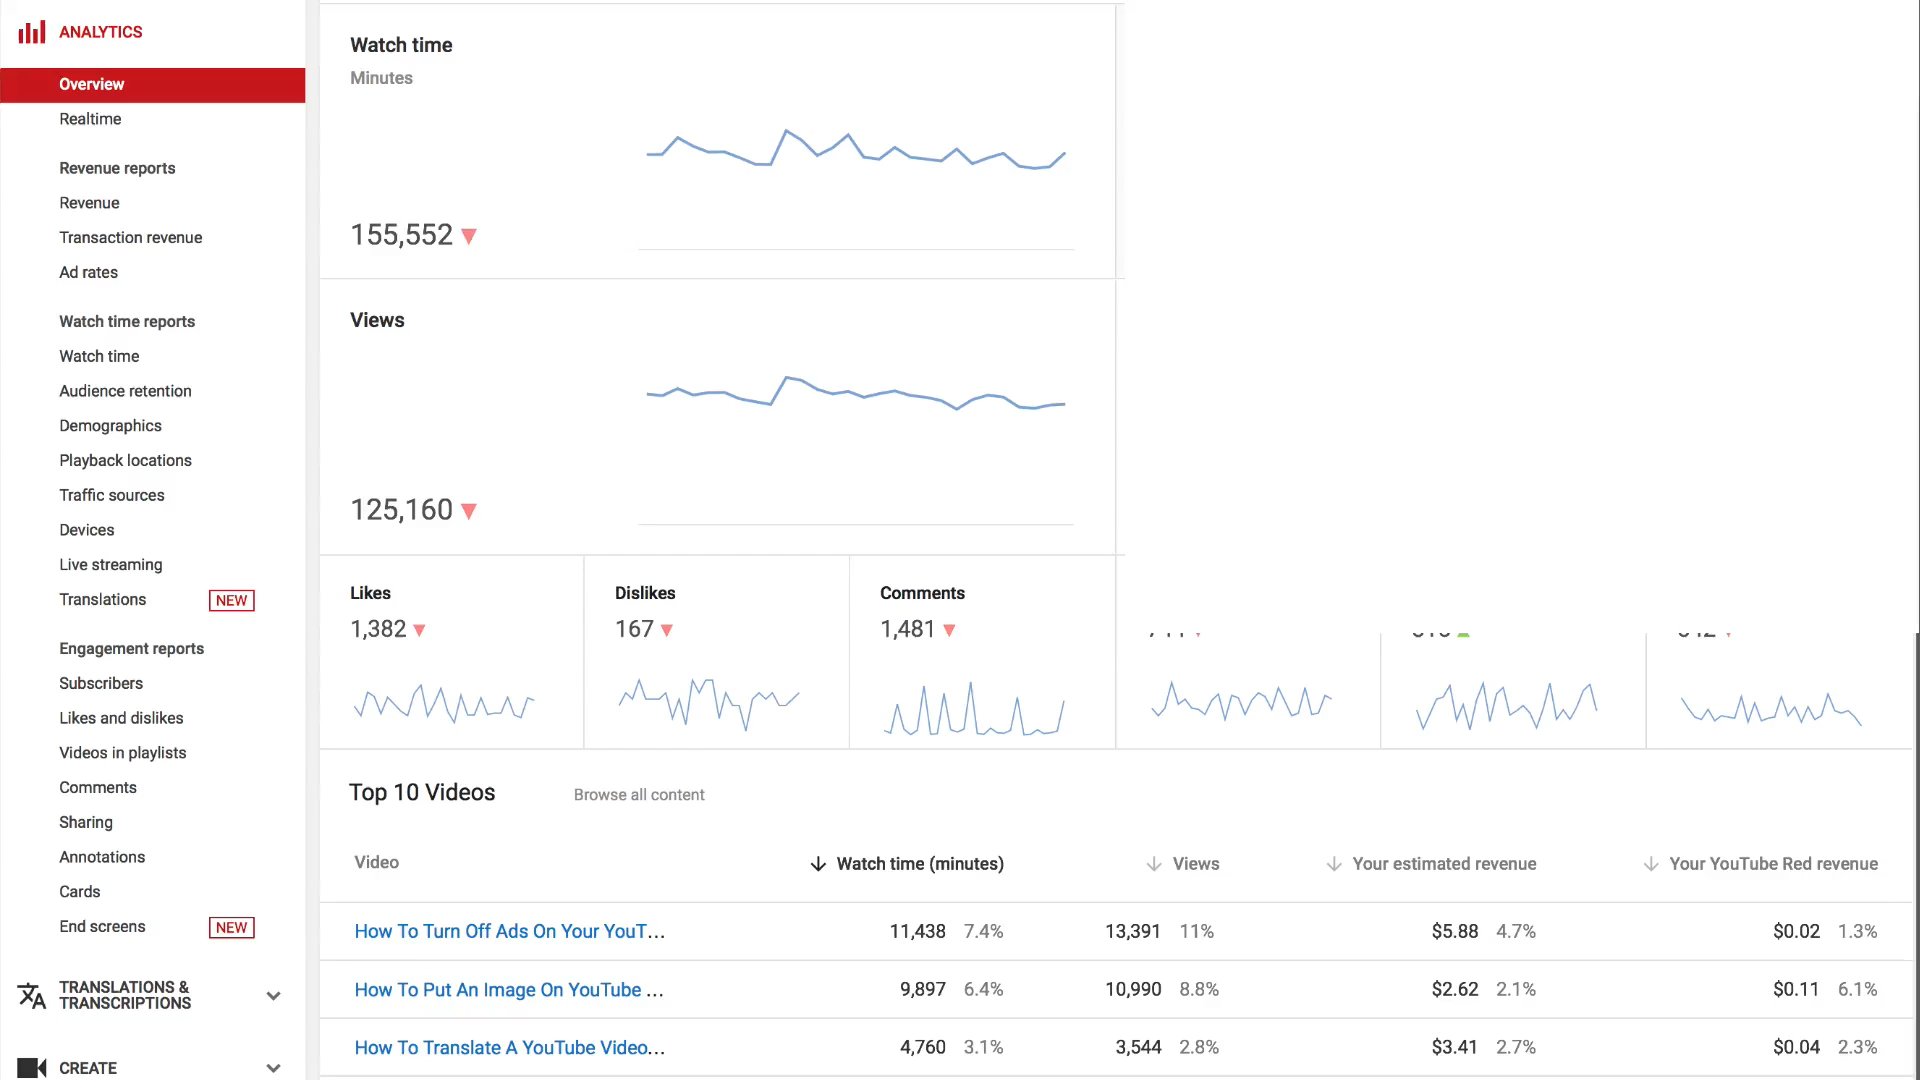 ANALYTICS
Overview
Realtime
Revenue reports
Revenue
Transaction revenue
Ad rates
Watch time reports
Watch time
Audience retention
Demographics
Playback locations
Traffic sources
Devices
Live streaming
Translations NEW
Engagement reports
Subscribers
Likes and dislikes
Videos in playlists
Comments
Sharing
Annotations
Cards
End screens NEW
TRANSLATIONS &
TRANSCRIPTIONS
CREATE
Watch time
Minutes
155,552
Views
125,160
Likes Dislikes Comments
1,382 167 1,481
Top 10 Videos Browse all content
Video Watch time (minutes) Views Your estimated revenue Your YouTube Red revenue
How To Turn Off Ads On Your YouT... 11,438 7.4% 13,391 11% $5.88 4.7% $0.02 1.3%
How To Put An Image On YouTube ... 9,897 6.4% 10,990 8.8% $2.62 2.1% $0.11 6.1%
How To Translate A YouTube Video... 4,760 3.1% 3,544 2.8% $3.41 2.7% $0.04 2.3%